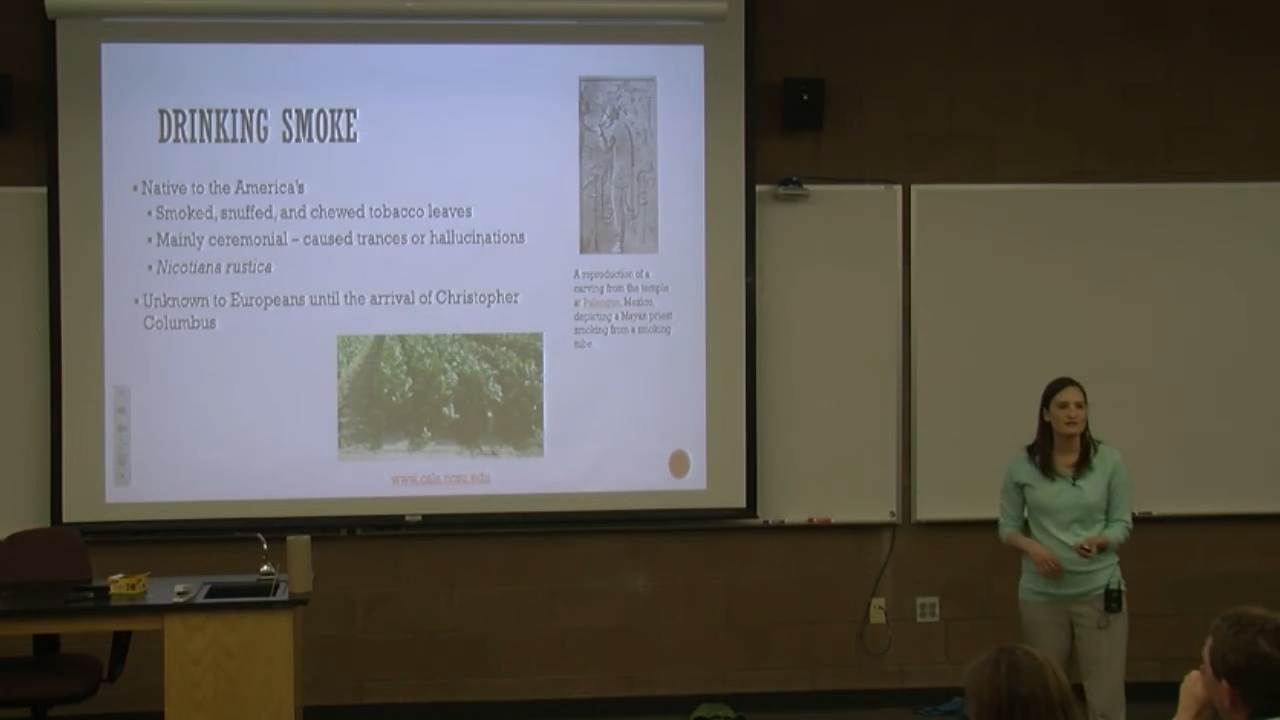 DRINKING SMOKE
▪ Native to the America's
▪ Smoked, snuffed, and chewed tobacco leaves
▪ Mainly ceremonial – caused trances or hallucinations
▪ Nicotiana rustica
▪ Unknown to Europeans until the arrival of Christopher
Columbus
A reproduction of a
carving from the temple
at Palenque, Mexico,
depicting a Mayan priest
smoking from a smoking
tube.
www.cals.ncsu.edu